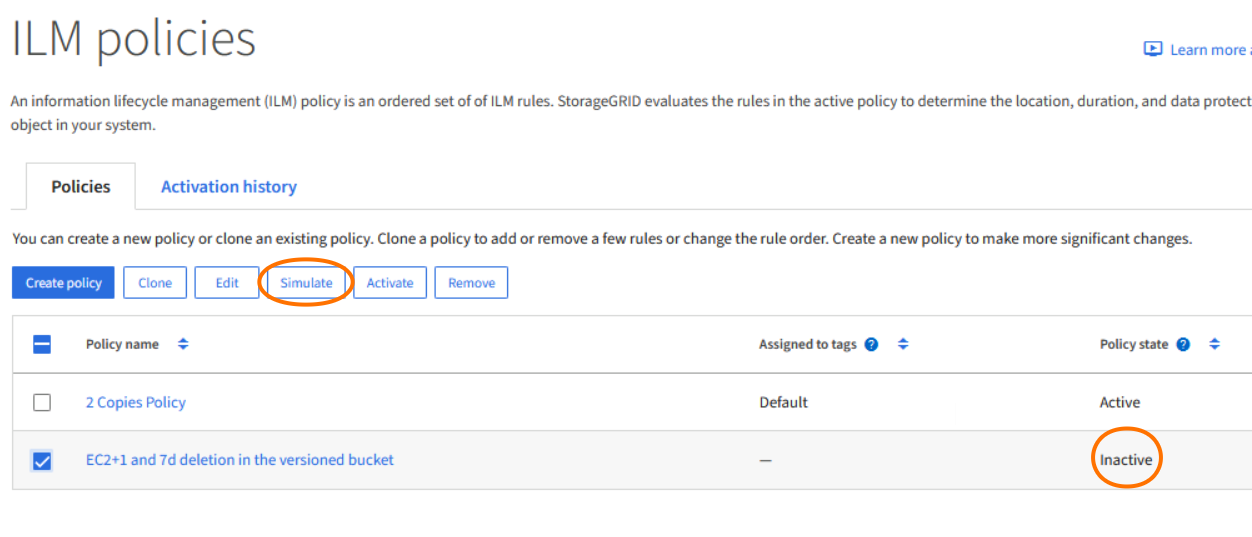 ILM policies
Learn more
An information lifecycle management (ILM) policy is an ordered set of of ILM rules. StorageGRID evaluates the rules in the active policy to determine the location, duration, and data protect
object in your system.
Policies
Activation history
You can create a new policy or clone an existing policy. Clone a policy to add or remove a few rules or change the rule order. Create a new policy to make more significant changes.
Create policy Clone Edit Simulate Activate Remove
Policy name Assigned to tags ? Policy state ?
2 Copies Policy Default Active
EC2+1 and 7d deletion in the versioned bucket — Inactive